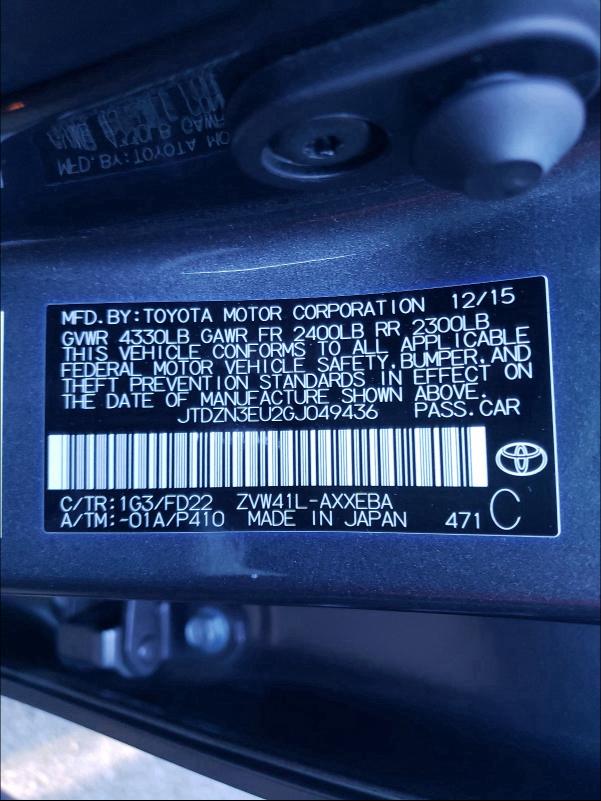 MFD. BY: TOYOTA MOTOR CORPORATION 12/15
GVWR 4330LB GAWR FR 2400LB RR 2300LB
THIS VEHICLE CONFORMS TO ALL APPLICABLE
FEDERAL MOTOR VEHICLE SAFETY, BUMPER, AND
THEFT PREVENTION STANDARDS IN EFFECT ON
THE DATE OF MANUFACTURE SHOWN ABOVE.
JTDZN3EU2GJ049436 PASS. CAR
C/TR: 1G3/FD22 ZVW41L-AXXEBA
A/TM: -01A/P410 MADE IN JAPAN 471 C